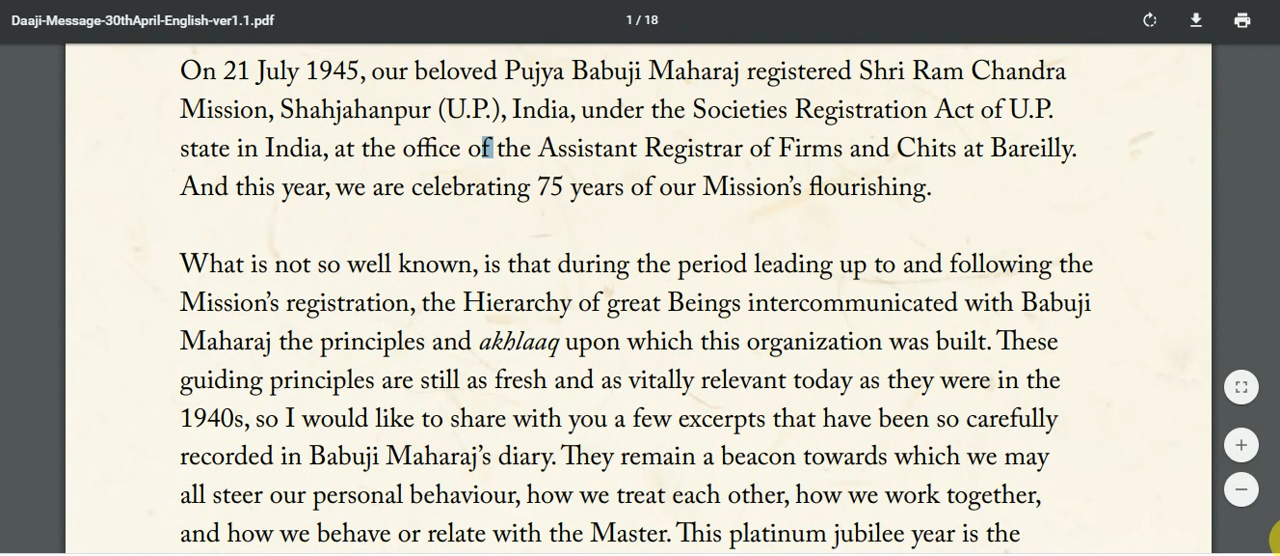 Daaji-Message-30thApril-English-ver1.1.pdf
1 / 18
On 21 July 1945, our beloved Pujya Babuji Maharaj registered Shri Ram Chandra
Mission, Shahjahanpur (U.P.), India, under the Societies Registration Act of U.P.
state in India, at the office of the Assistant Registrar of Firms and Chits at Bareilly.
And this year, we are celebrating 75 years of our Mission’s flourishing.
What is not so well known, is that during the period leading up to and following the
Mission’s registration, the Hierarchy of great Beings intercommunicated with Babuji
Maharaj the principles and akhlaaq upon which this organization was built. These
guiding principles are still as fresh and as vitally relevant today as they were in the
1940s, so I would like to share with you a few excerpts that have been so carefully
recorded in Babuji Maharaj’s diary. They remain a beacon towards which we may
all steer our personal behaviour, how we treat each other, how we work together,
and how we behave or relate with the Master. This platinum jubilee year is the